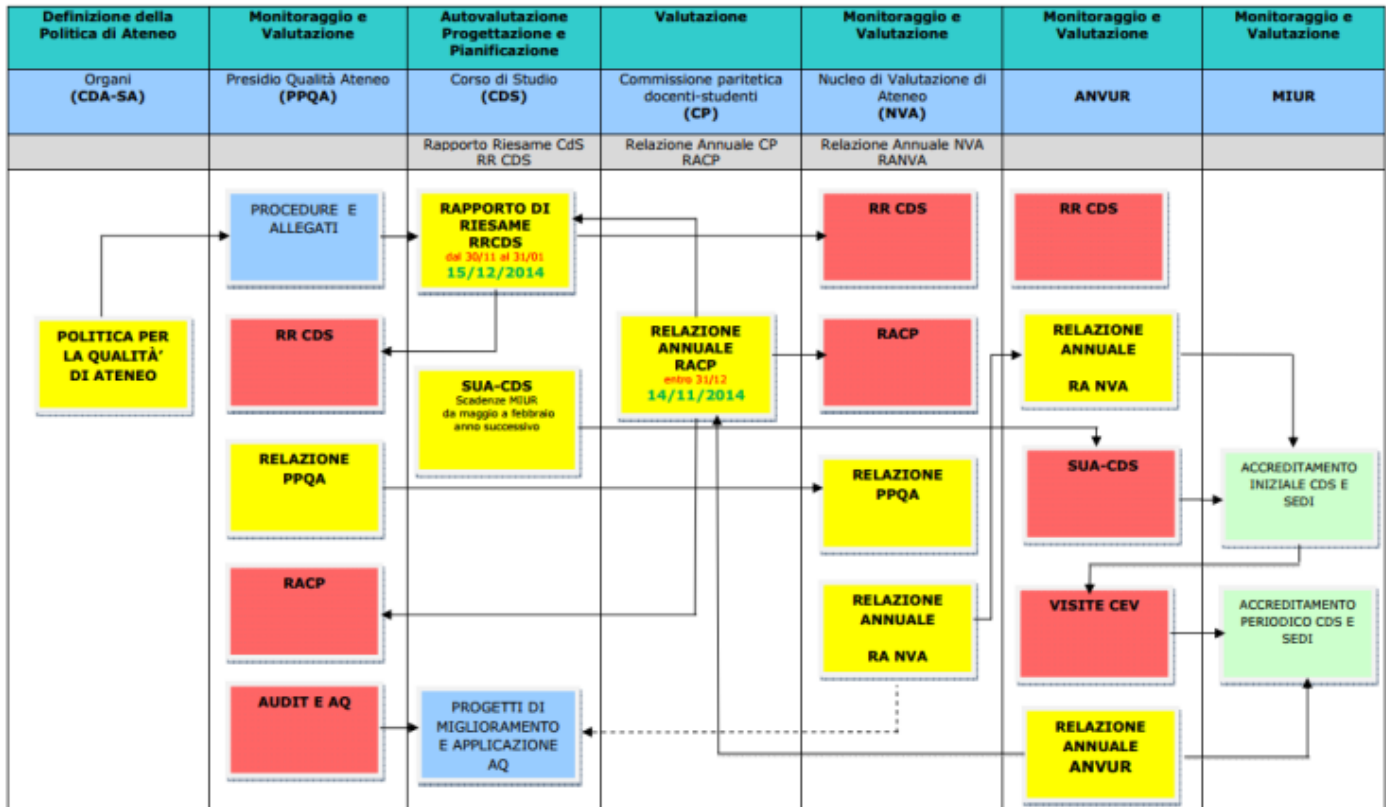 Definizione della
Politica di Ateneo
Monitoraggio e
Valutazione
Autovalutazione
Progettazione e
Pianificazione
Valutazione
Monitoraggio e
Valutazione
Monitoraggio e
Valutazione
Monitoraggio e
Valutazione
Organi
(CDA-SA)
Presidio Qualità Ateneo
(PPQA)
Corso di Studio
(CDS)
Commissione paritetica
docenti-studenti
(CP)
Nucleo di Valutazione di
Ateneo
(NVA)
ANVUR
MIUR
Rapporto Riesame CdS
RR CDS
Relazione Annuale CP
RACP
Relazione Annuale NVA
RANVA
POLITICA PER
LA QUALITÀ'
DI ATENEO
PROCEDURE E
ALLEGATI
RR CDS
RELAZIONE
PPQA
RACP
AUDIT E AQ
RAPPORTO DI
RIESAME
RRCDS
dal 30/11 al 31/01
15/12/2014
SUA-CDS
Scadenze MIUR
da maggio a febbraio
anno successivo
PROGETTI DI
MIGLIORAMENTO
E APPLICAZIONE
AQ
RELAZIONE
ANNUALE
RACP
entro 31/12
14/11/2014
RR CDS
RACP
RELAZIONE
PPQA
RELAZIONE
ANNUALE
RA NVA
RR CDS
RELAZIONE
ANNUALE
RA NVA
SUA-CDS
VISITE CEV
RELAZIONE
ANNUALE
ANVUR
ACCREDITAMENTO
INIZIALE CDS E
SEDI
ACCREDITAMENTO
PERIODICO CDS E
SEDI